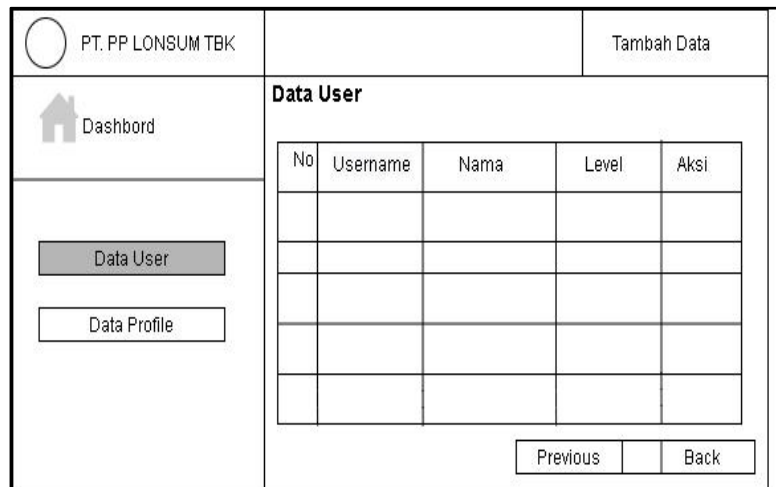 PT. PP LONSUM TBK
Tambah Data
Dashbord
Data User
Data Profile
Data User
No Username Nama Level Aksi
Previous Back